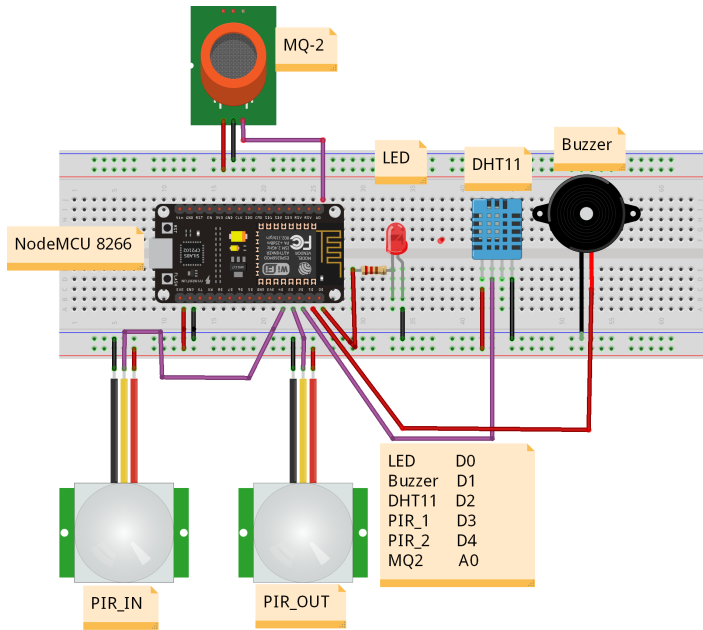 MQ-2
LED
DHT11
Buzzer
NodeMCU 8266
LED D0
Buzzer D1
DHT11 D2
PIR_1 D3
PIR_2 D4
MQ2 A0
PIR_IN
PIR_OUT